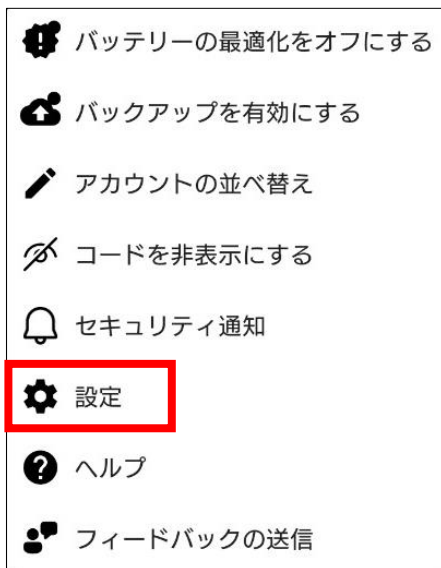 バッテリーの最適化をオフにする
バックアップを有効にする
アカウントの並べ替え
コードを非表示にする
セキュリティ通知
設定
ヘルプ
フィードバックの送信